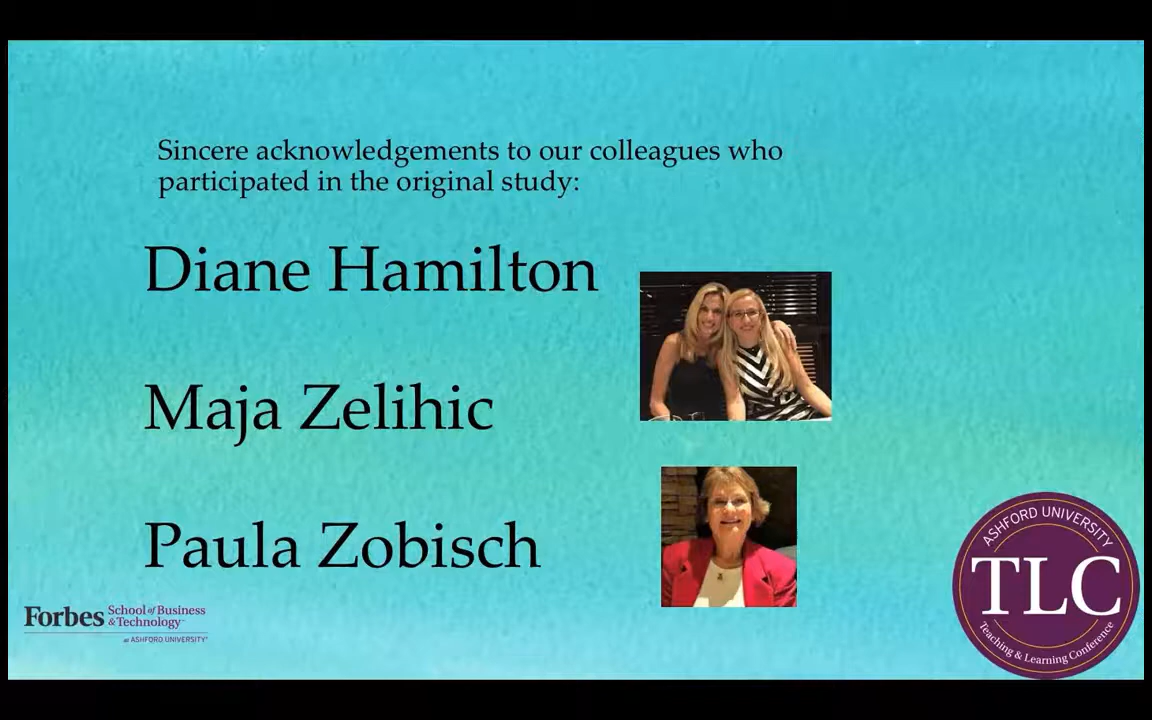 Sincere acknowledgements to our colleagues who
participated in the original study:
Diane Hamilton
Maja Zelihic
Paula Zobisch
Forbes School of Business
& Technology™
at ASHFORD UNIVERSITY®
ASHFORD UNIVERSITY
TLC
Teaching & Learning Conference